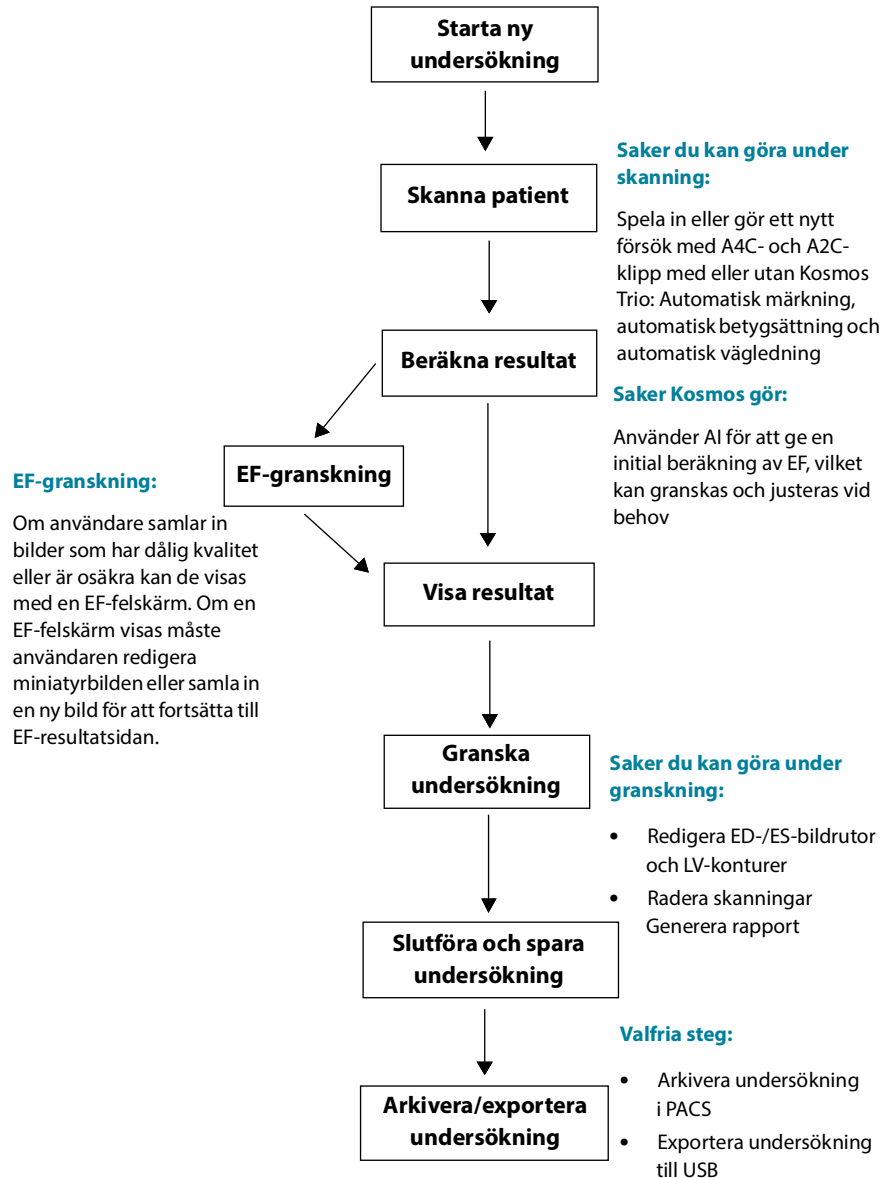 Starta ny
undersökning
Saker du kan göra under
skanning:
Skanna patient
Spela in eller gör ett nytt
försök med A4C- och A2C-
klipp med eller utan Kosmos
Trio: Automatisk märkning,
automatisk betygsättning och
automatisk vägledning
Beräkna resultat
Saker Kosmos gör:
Använder AI för att ge en
initial beräkning av EF, vilket
kan granskas och justeras vid
behov
EF-granskning
EF-granskning:
Om användare samlar in
bilder som har dålig kvalitet
eller är osäkra kan de visas
med en EF-felskärm. Om en
EF-felskärm visas måste
användaren redigera
miniatyrbilden eller samla in
en ny bild för att fortsätta till
EF-resultatsidan.
Visa resultat
Granska
undersökning
Saker du kan göra under
granskning:
• Redigera ED-/ES-bildrutor
och LV-konturer
• Radera skanningar
Generera rapport
Slutföra och spara
undersökning
Valfria steg:
• Arkivera undersökning
i PACS
• Exportera undersökning
till USB
Arkivera/exportera
undersökning